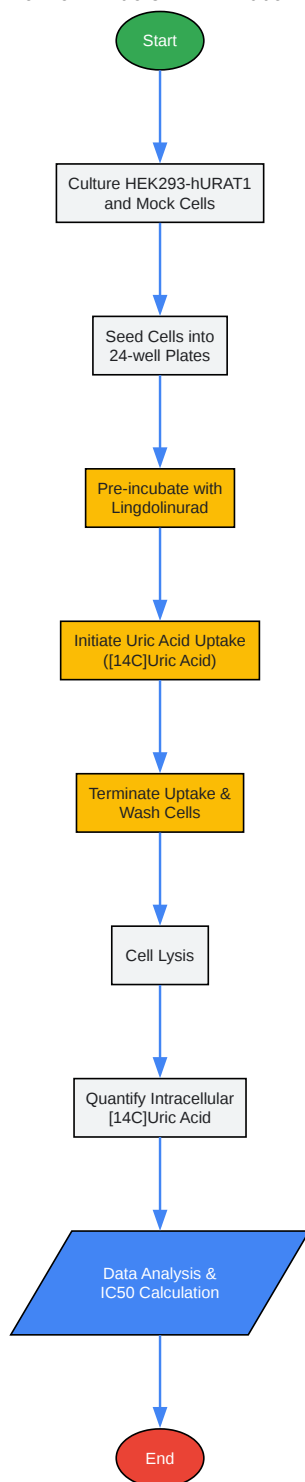 Start
Culture HEK293-hURAT1
and Mock Cells
Seed Cells into
24-well Plates
Pre-incubate with
Lingdolinurad
Initiate Uric Acid Uptake
([14C]Uric Acid)
Terminate Uptake &
Wash Cells
Cell Lysis
Quantify Intracellular
[14C]Uric Acid
Data Analysis &
IC50 Calculation
End